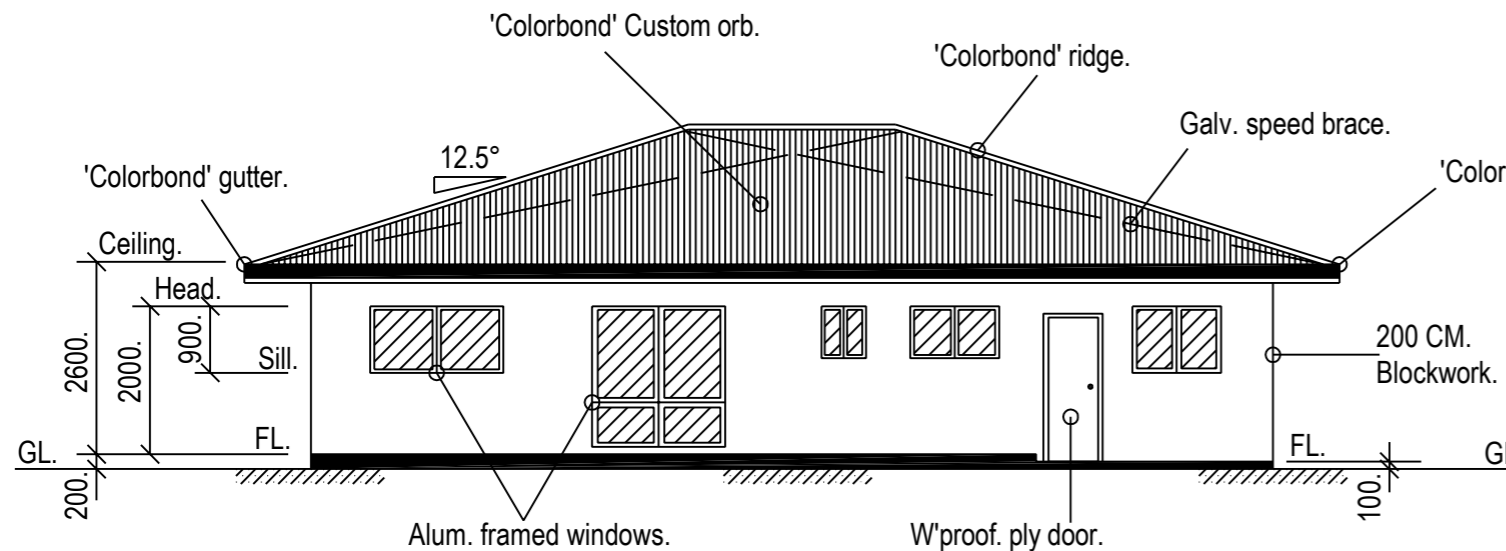 'Colorbond' Custom orb.
'Colorbond' ridge.
Galv. speed brace.
12.5°
'Colorbond' gutter.
'Color
Ceiling.
Head.
2600.
2000.
900.
Sill.
200 CM.
Blockwork.
FL.
GL.
FL.
200.
100.
Alum. framed windows.
W'proof. ply door.